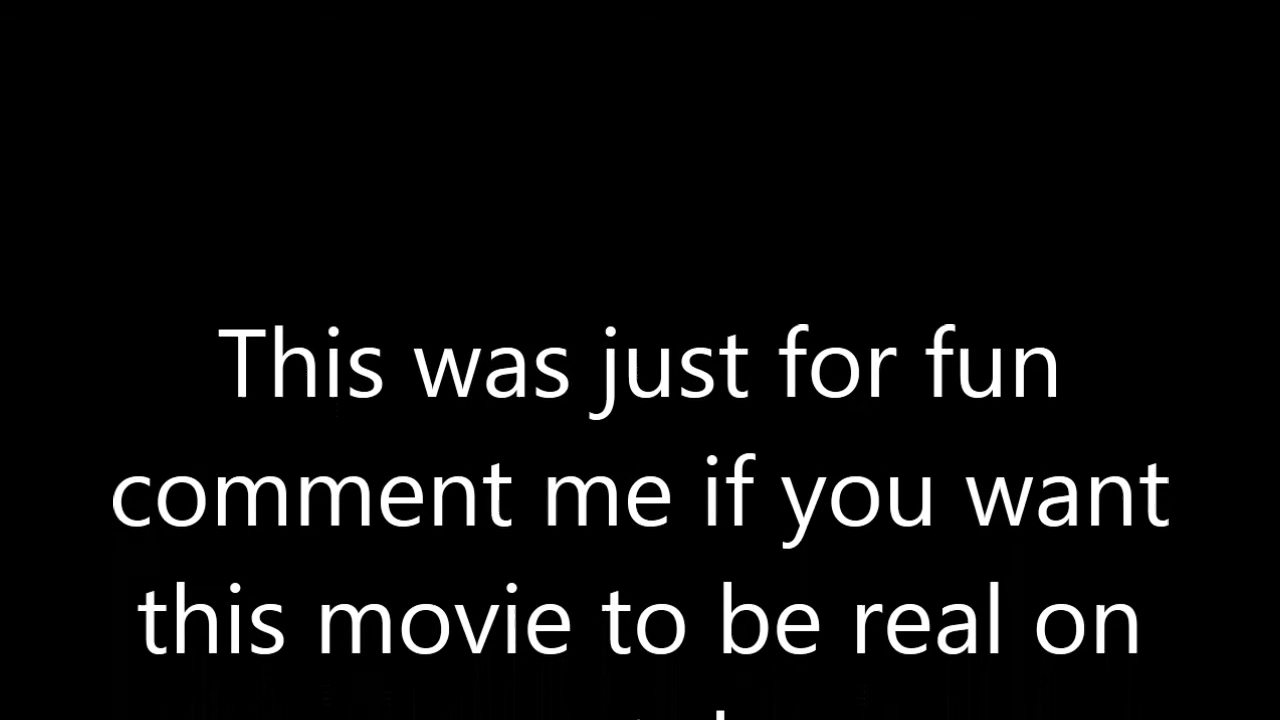 This was just for fun
comment me if you want
this movie to be real on